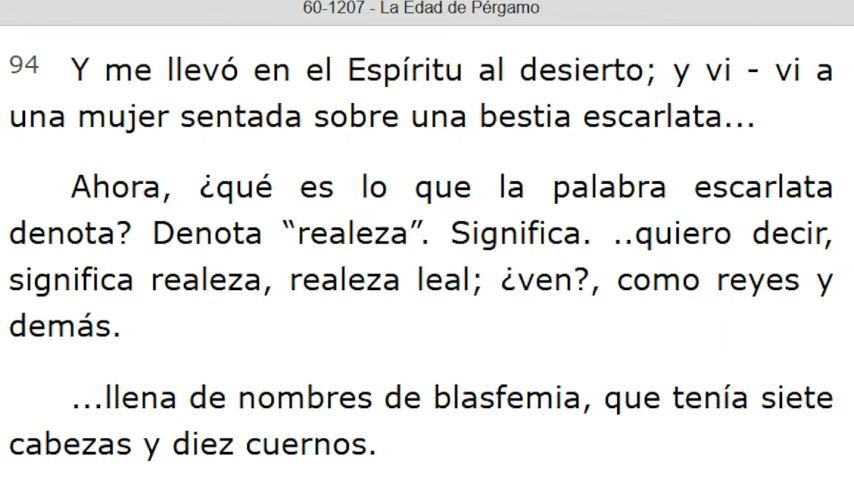 60-1207 - La Edad de Pérgamo
94 Y me llevó en el Espíritu al desierto; y vi - vi a
una mujer sentada sobre una bestia escarlata...
Ahora, ¿qué es lo que la palabra escarlata
denota? Denota “realeza”. Significa. ..quiero decir,
significa realeza, realeza leal; ¿ven?, como reyes y
demás.
...llena de nombres de blasfemia, que tenía siete
cabezas y diez cuernos.